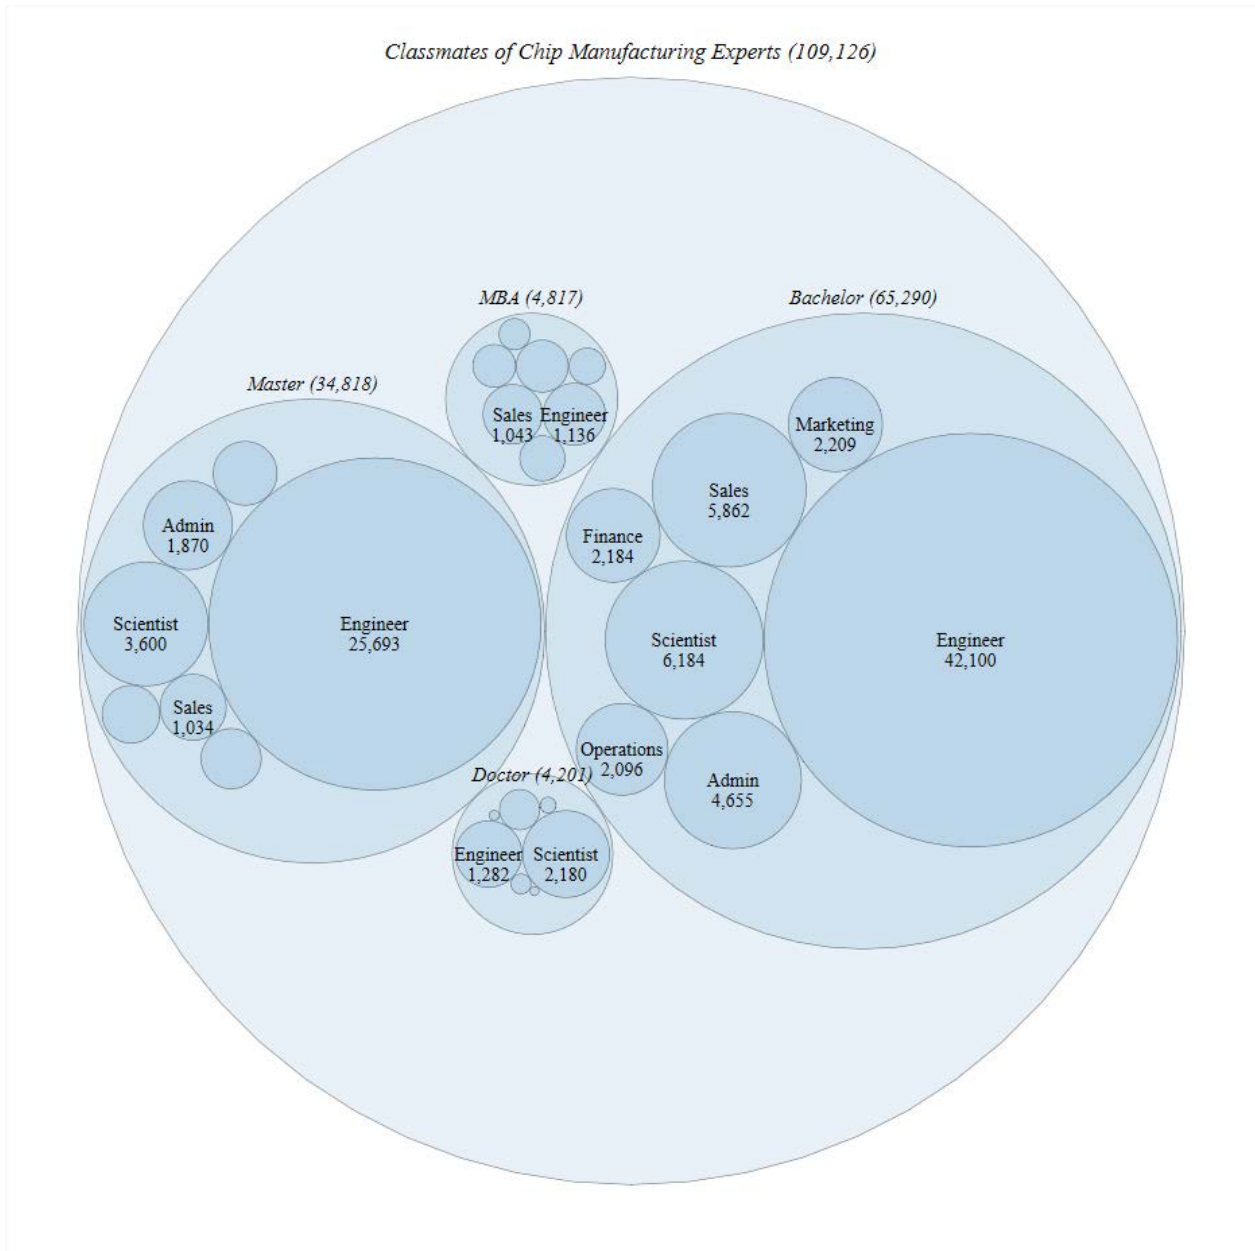 Classmates of Chip Manufacturing Experts (109,126)
MBA (4,817)
Sales
1,043
Engineer
1,136
Bachelor (65,290)
Marketing
2,209
Sales
5,862
Finance
2,184
Scientist
6,184
Engineer
42,100
Operations
2,096
Admin
4,655
Master (34,818)
Admin
1,870
Scientist
3,600
Engineer
25,693
Sales
1,034
Doctor (4,201)
Engineer
1,282
Scientist
2,180